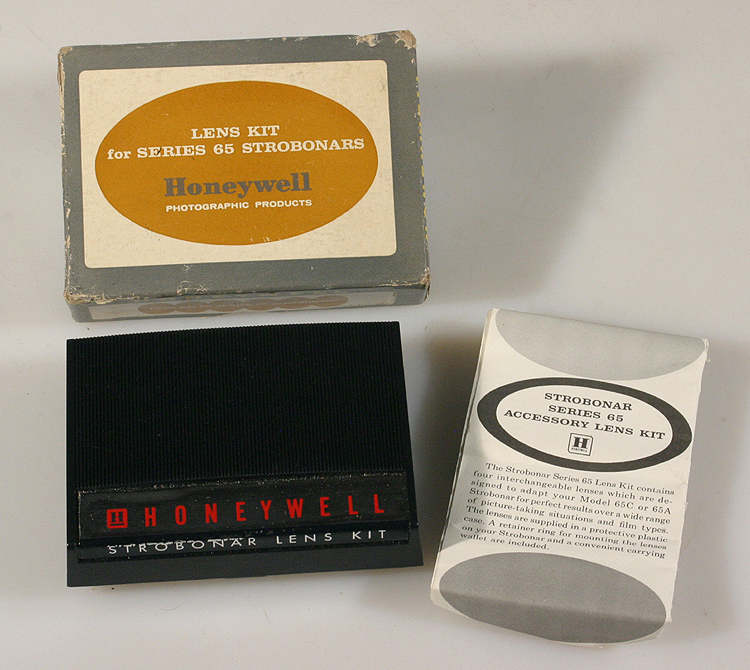 LENS KIT
for SERIES 65 STROBONARS
Honeywell
PHOTOGRAPHIC PRODUCTS
H HONEYWELL
STROBONAR LENS KIT
STROBONAR
SERIES 65
ACCESSORY LENS KIT
H
HONEYWELL
The Strobonar Series 65 Lens Kit contains
four interchangeable lenses which are de-
signed to adapt your Model 65C or 65A
Strobonar for perfect results over a wide range
of picture-taking situations and film types.
The lenses are supplied in a protective plastic
case. A retainer ring for mounting the lenses
on your Strobonar and a convenient carrying
wallet are included.